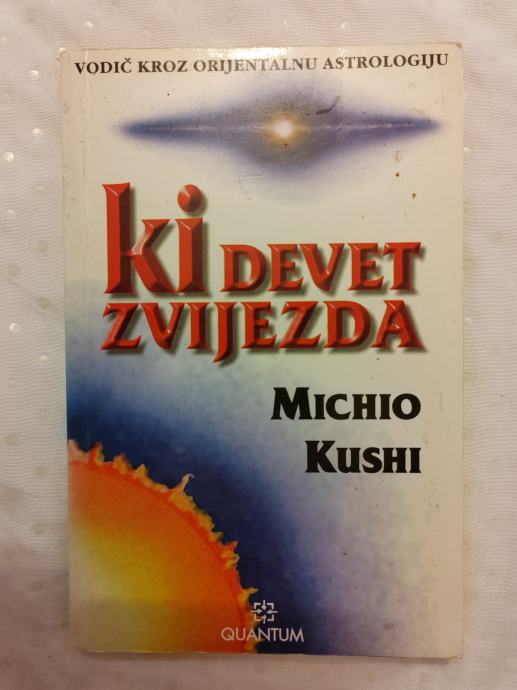 VODIČ KROZ ORIJENTALNU ASTROLOGIJU
ki DEVET
ZVIJEZDA
MICHIO
KUSHI
QUANTUM